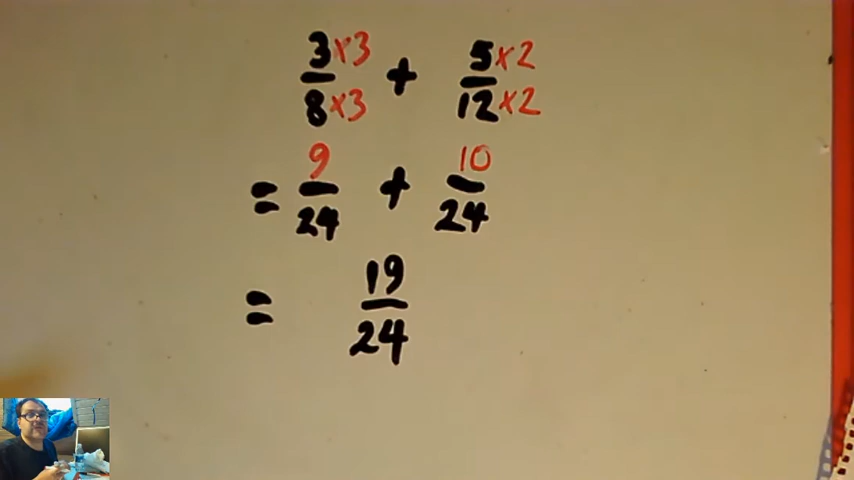 3×3 + 5×2
8×3 12×2
= 9 + 10
24 24
= 19
24